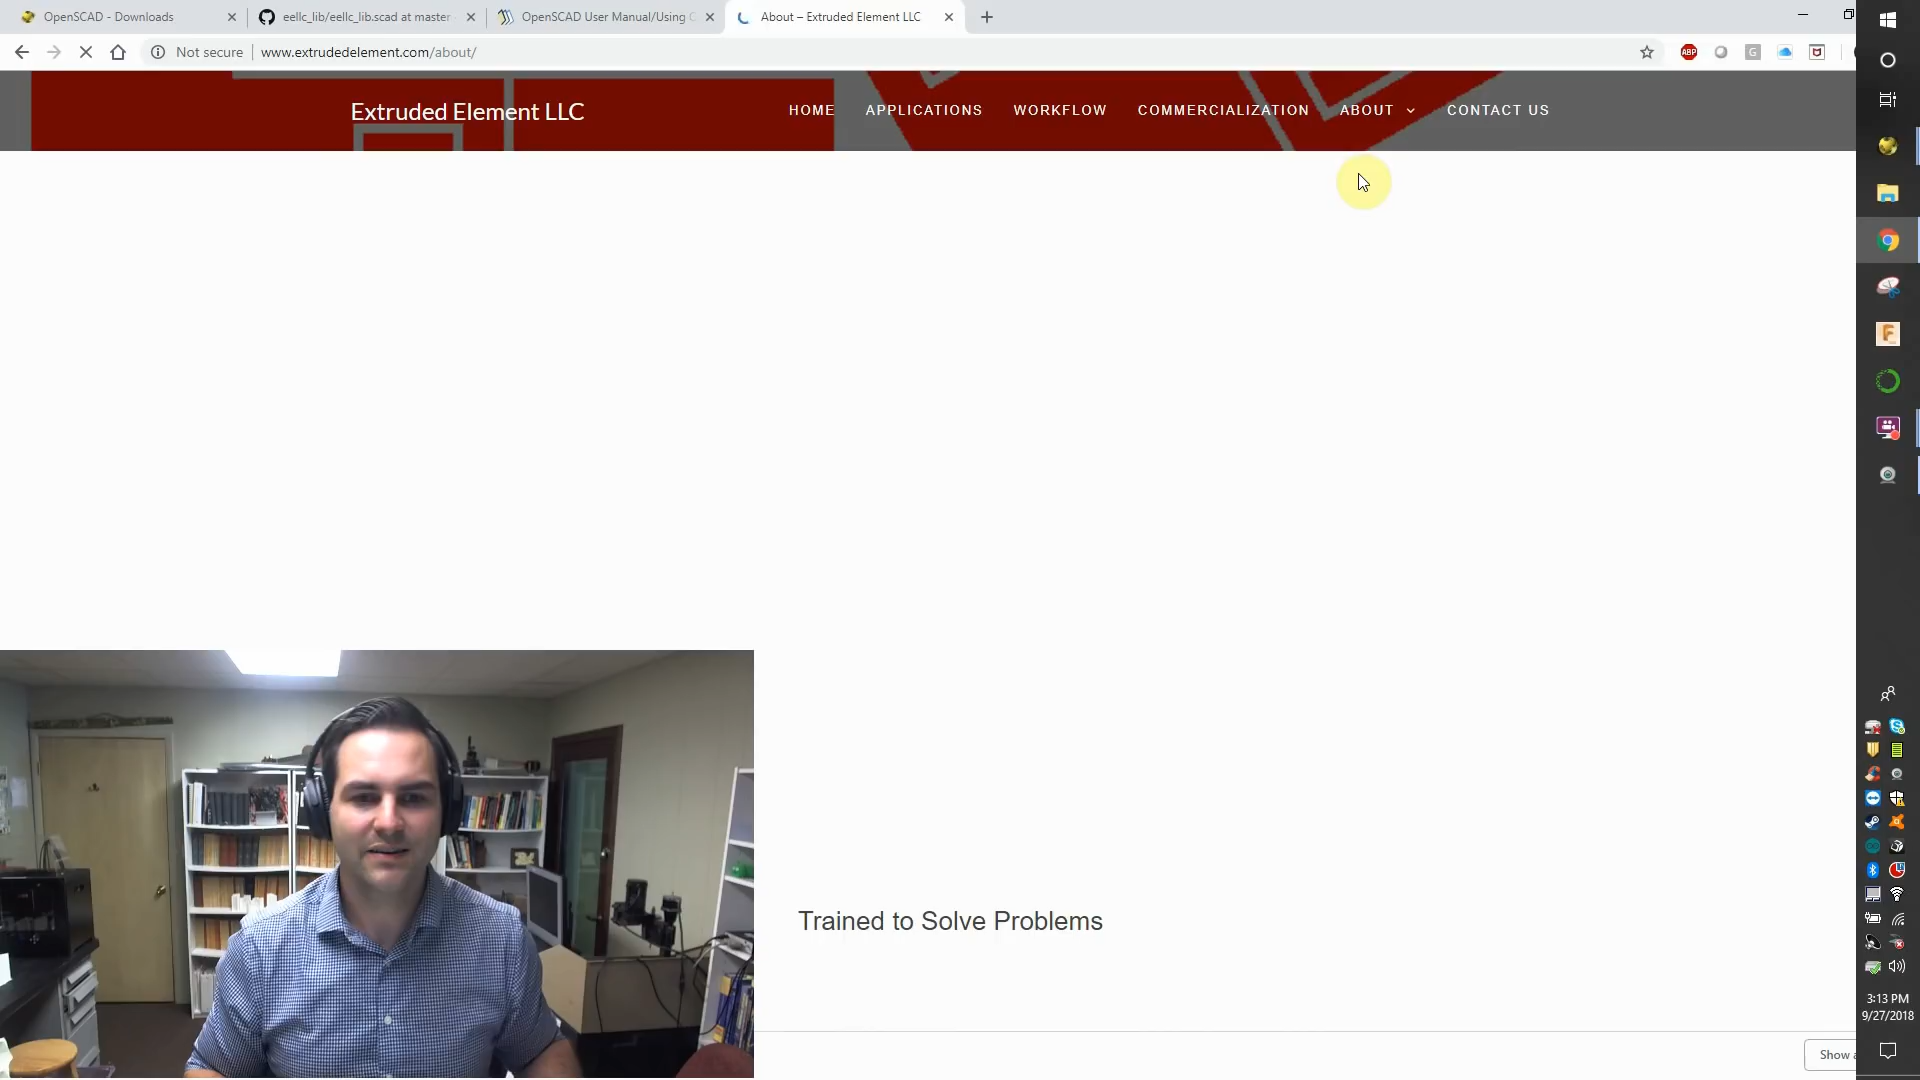 OpenSCAD - Downloads
eellc_lib/eellc_lib.scad at master
OpenSCAD User Manual/Using C
About – Extruded Element LLC
Not secure
www.extrudedelement.com/about/
ABP
G
Extruded Element LLC
HOME
APPLICATIONS
WORKFLOW
COMMERCIALIZATION
ABOUT
CONTACT US
F
Trained to Solve Problems
3:13 PM
9/27/2018
Show a